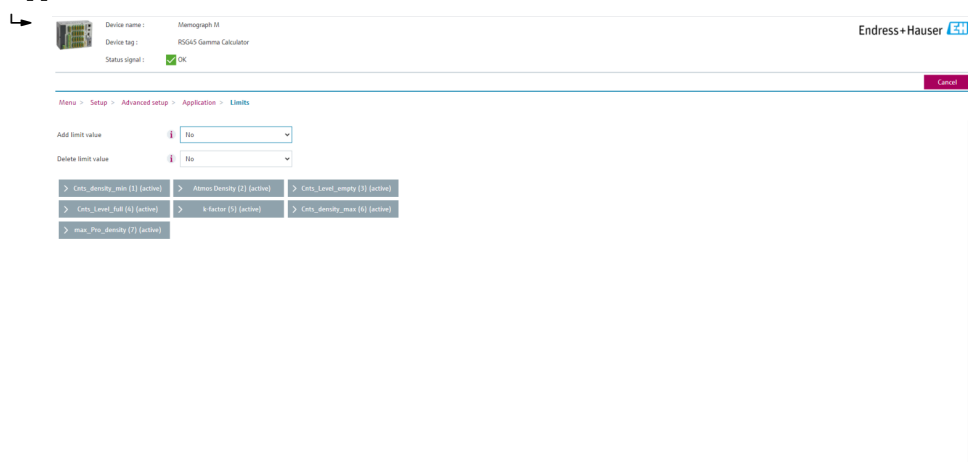 Device name : Memograph M
Device tag : RSG45 Gamma Calculator
Status signal : OK
Endress+Hauser EH
Cancel
Menu > Setup > Advanced setup > Application > Limits
Add limit value i No
Delete limit value i No
> Cnts_density_min (1) (active) > Atmos Density (2) (active) > Cnts_Level_empty (3) (active)
> Cnts_Level_full (4) (active) > k-factor (5) (active) > Cnts_density_max (6) (active)
> max_Pro_density (7) (active)